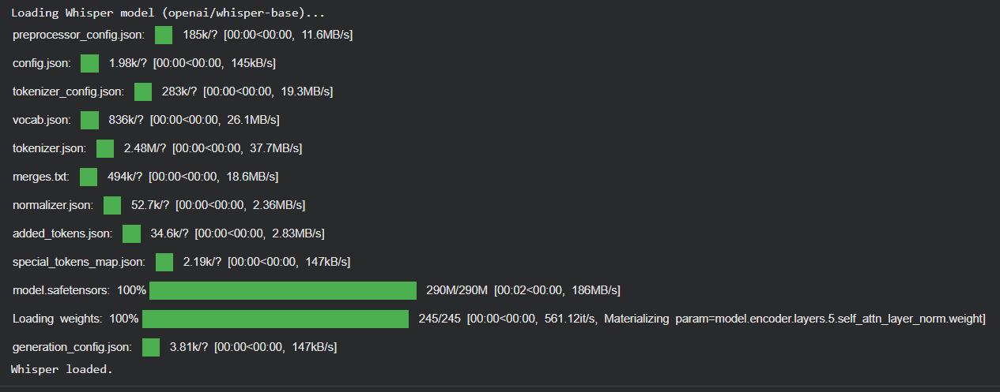 Loading Whisper model (openai/whisper-base)...
preprocessor_config.json: 185k/? [00:00<00:00, 11.6MB/s]
config.json: 1.98k/? [00:00<00:00, 145kB/s]
tokenizer_config.json: 283k/? [00:00<00:00, 19.3MB/s]
vocab.json: 836k/? [00:00<00:00, 26.1MB/s]
tokenizer.json: 2.48M/? [00:00<00:00, 37.7MB/s]
merges.txt: 494k/? [00:00<00:00, 18.6MB/s]
normalizer.json: 52.7k/? [00:00<00:00, 2.36MB/s]
added_tokens.json: 34.6k/? [00:00<00:00, 2.83MB/s]
special_tokens_map.json: 2.19k/? [00:00<00:00, 147kB/s]
model.safetensors: 100% 290M/290M [00:02<00:00, 186MB/s]
Loading weights: 100% 245/245 [00:00<00:00, 561.12it/s, Materializing param=model.encoder.layers.5.self_attn_layer_norm.weight]
generation_config.json: 3.81k/? [00:00<00:00, 147kB/s]
Whisper loaded.